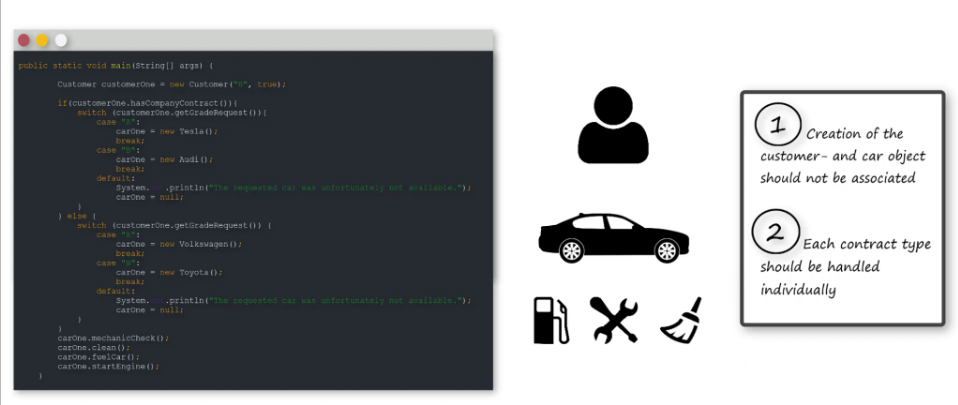 public static void main(String[] args) {
Customer customerOne = new Customer("B", true);
if(customerOne.hasCompanyContract()){
switch (customerOne.getGradeRequest()){
case "A":
carOne = new Tesla();
break;
case "B":
carOne = new Audi();
break;
default:
System.out.println("The requested car was unfortunately not available.");
carOne = null;
}
} else {
switch (customerOne.getGradeRequest()) {
case "A":
carOne = new Volkswagen();
break;
case "B":
carOne = new Toyota();
break;
default:
System.out.println("The requested car was unfortunately not available.");
carOne = null;
}
}
carOne.mechanicCheck();
carOne.clean();
carOne.fuelCar();
carOne.startEngine();
}
1 Creation of the
customer- and car object
should not be associated
2 Each contract type
should be handled
individually